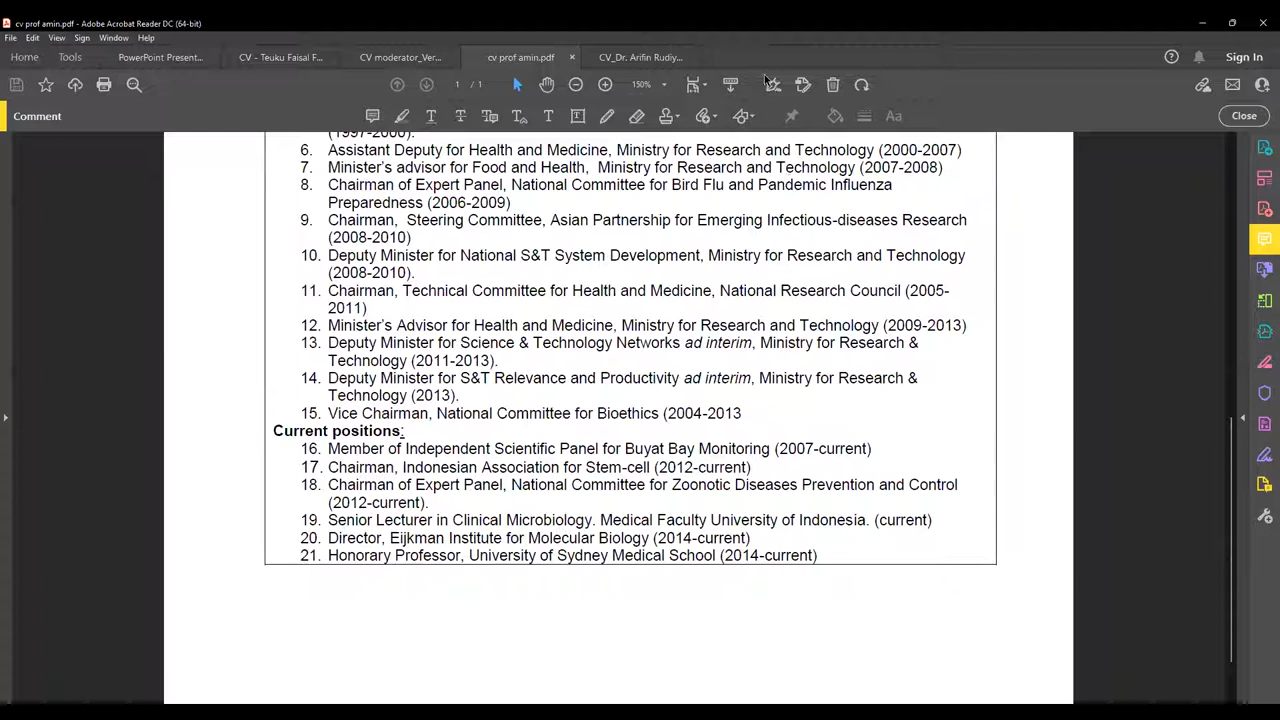 cv prof amin.pdf - Adobe Acrobat Reader DC (64-bit)
File Edit View Sign Window Help
Home Tools PowerPoint Present... CV - Teuku Faisal F... CV moderator_Ver... cv prof amin.pdf × CV_Dr. Arifin Rudiy... Sign In
1 / 1 150%
Comment Aa Close
(1997-2000).
6. Assistant Deputy for Health and Medicine, Ministry for Research and Technology (2000-2007)
7. Minister's advisor for Food and Health, Ministry for Research and Technology (2007-2008)
8. Chairman of Expert Panel, National Committee for Bird Flu and Pandemic Influenza
Preparedness (2006-2009)
9. Chairman, Steering Committee, Asian Partnership for Emerging Infectious-diseases Research
(2008-2010)
10. Deputy Minister for National S&T System Development, Ministry for Research and Technology
(2008-2010).
11. Chairman, Technical Committee for Health and Medicine, National Research Council (2005-
2011)
12. Minister's Advisor for Health and Medicine, Ministry for Research and Technology (2009-2013)
13. Deputy Minister for Science & Technology Networks ad interim, Ministry for Research &
Technology (2011-2013).
14. Deputy Minister for S&T Relevance and Productivity ad interim, Ministry for Research &
Technology (2013).
15. Vice Chairman, National Committee for Bioethics (2004-2013
Current positions:
16. Member of Independent Scientific Panel for Buyat Bay Monitoring (2007-current)
17. Chairman, Indonesian Association for Stem-cell (2012-current)
18. Chairman of Expert Panel, National Committee for Zoonotic Diseases Prevention and Control
(2012-current).
19. Senior Lecturer in Clinical Microbiology. Medical Faculty University of Indonesia. (current)
20. Director, Eijkman Institute for Molecular Biology (2014-current)
21. Honorary Professor, University of Sydney Medical School (2014-current)